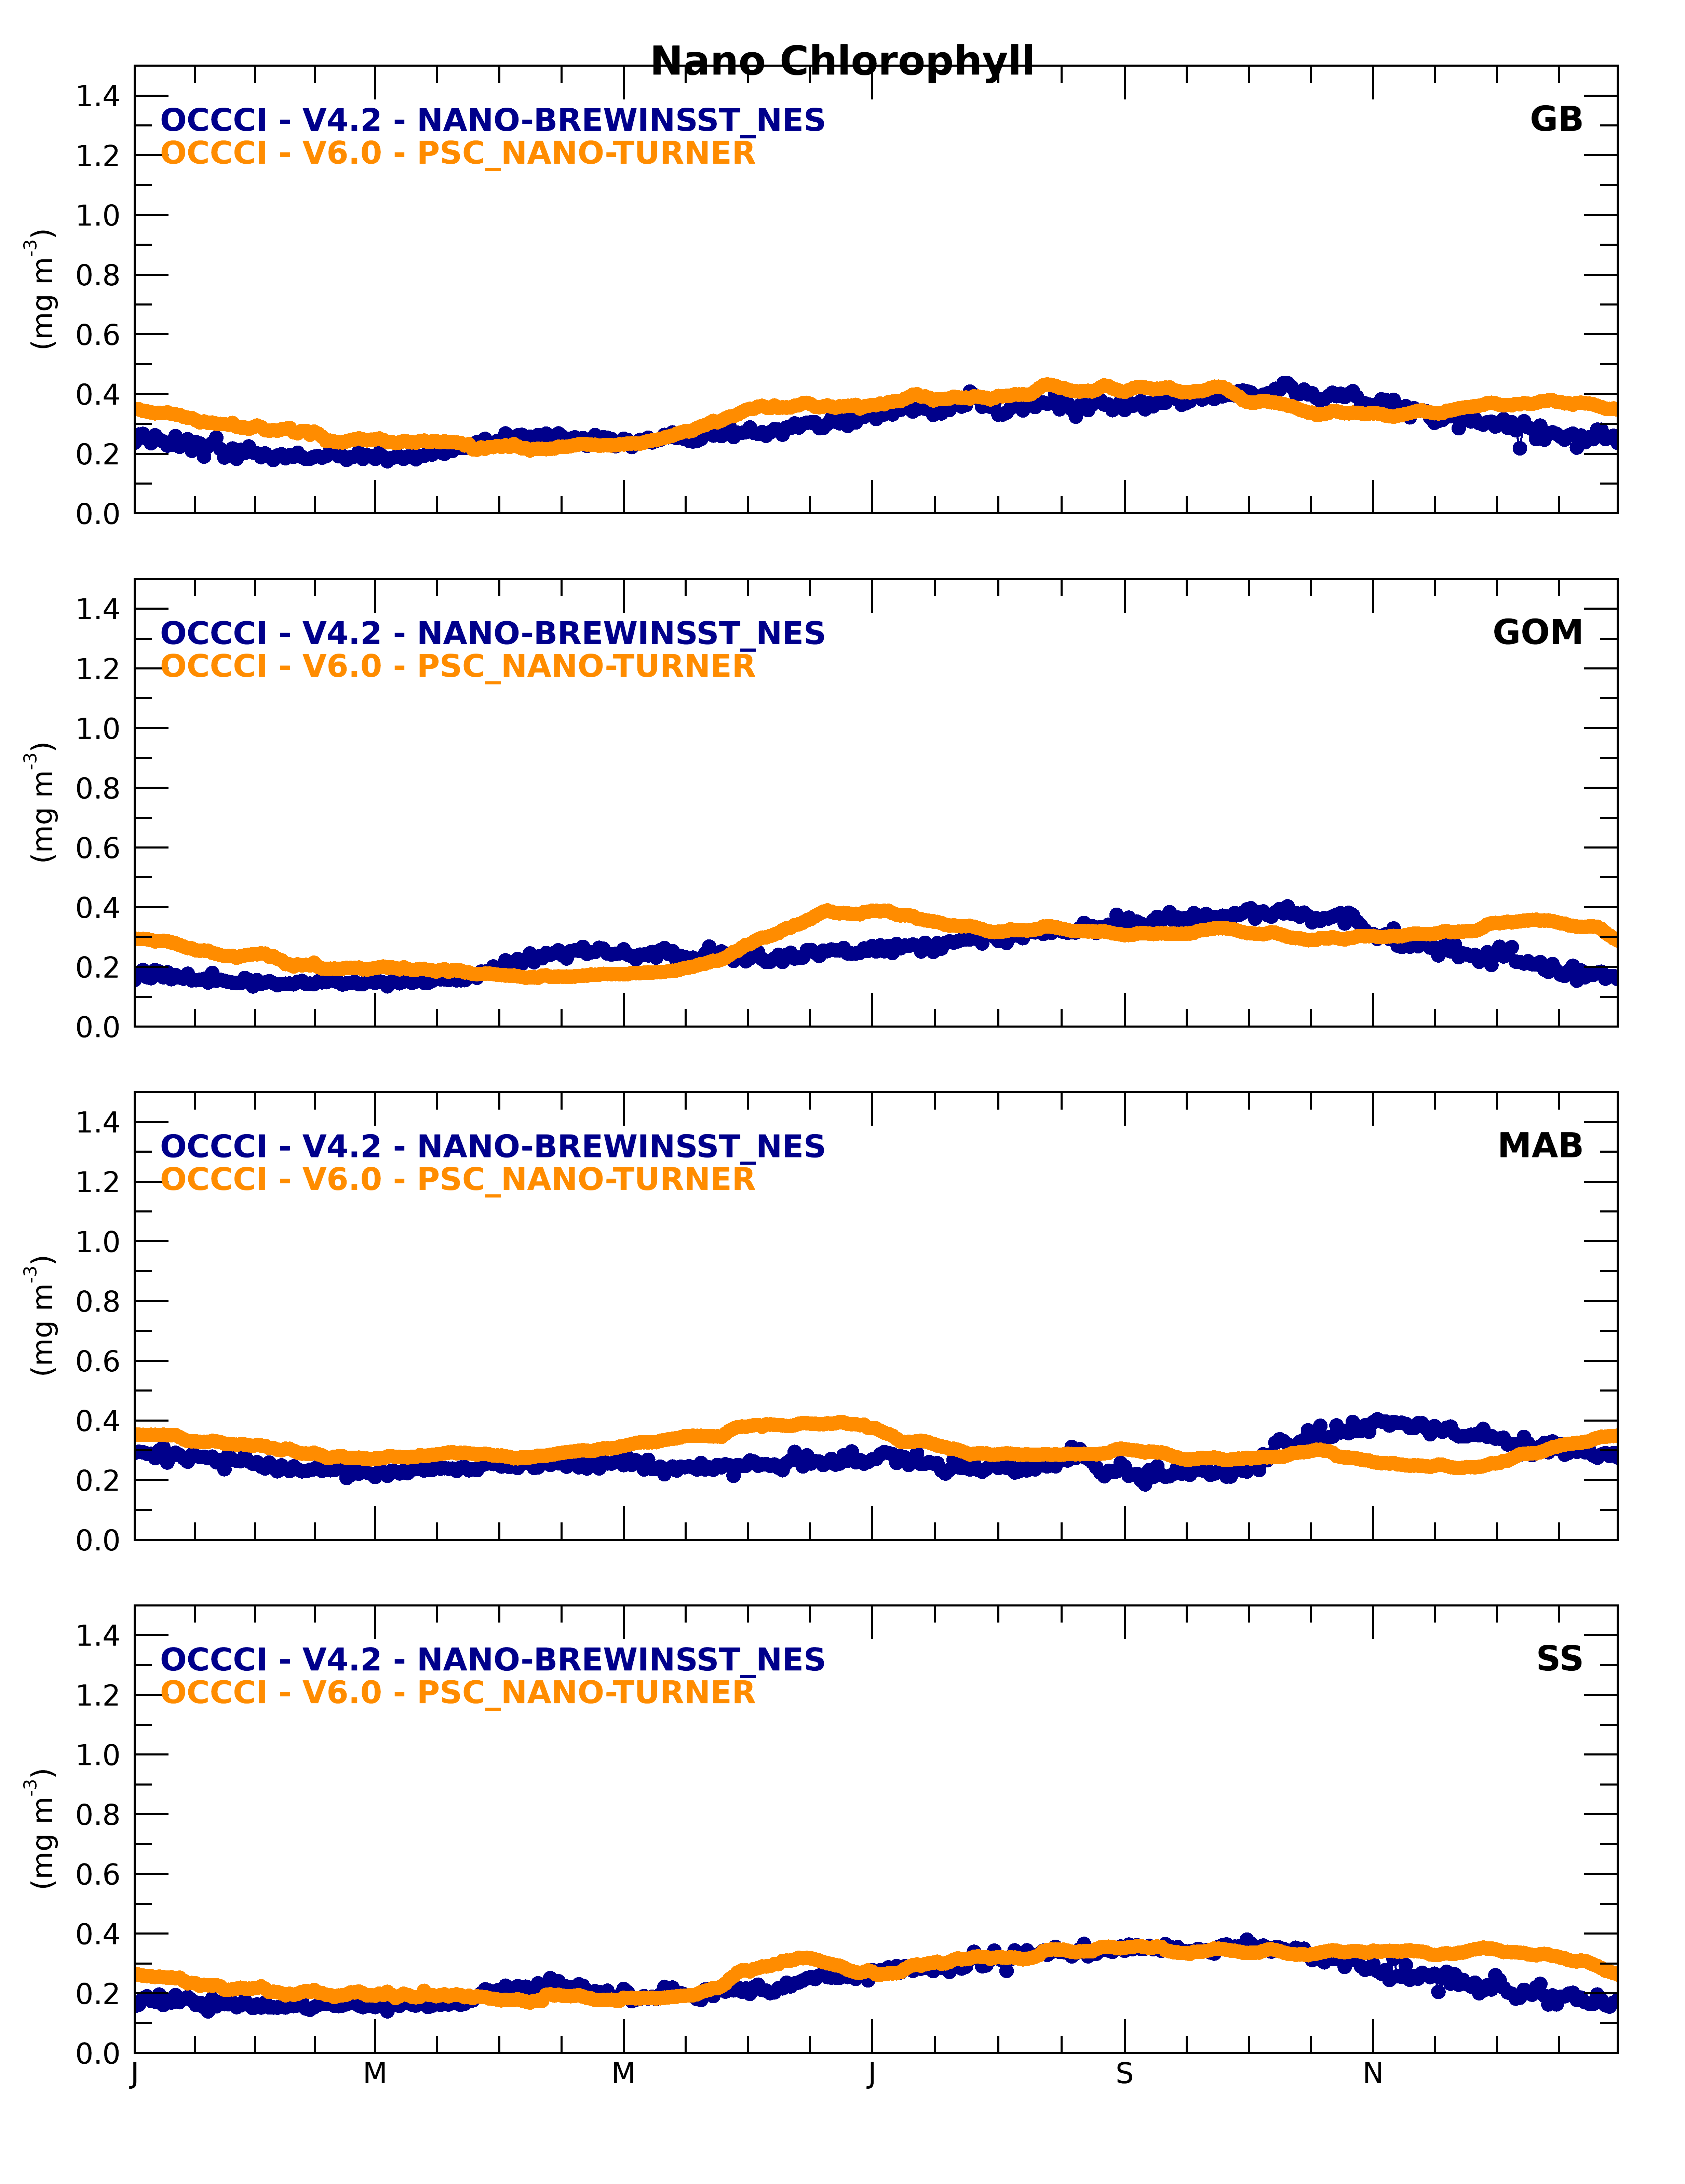 Nano Chlorophyll
OCCCI - V4.2 - NANO-BREWINSST_NES
GB
OCCCI - V6.0 - PSC_NANO-TURNER
1.4
1.2
1.0
0.8
0.6
0.4
0.2
0.0
(mg m-3)
OCCCI - V4.2 - NANO-BREWINSST_NES
GOM
OCCCI - V6.0 - PSC_NANO-TURNER
1.4
1.2
1.0
0.8
0.6
0.4
0.2
0.0
(mg m-3)
OCCCI - V4.2 - NANO-BREWINSST_NES
MAB
OCCCI - V6.0 - PSC_NANO-TURNER
1.4
1.2
1.0
0.8
0.6
0.4
0.2
0.0
(mg m-3)
OCCCI - V4.2 - NANO-BREWINSST_NES
SS
OCCCI - V6.0 - PSC_NANO-TURNER
1.4
1.2
1.0
0.8
0.6
0.4
0.2
0.0
(mg m-3)
J M M J S N